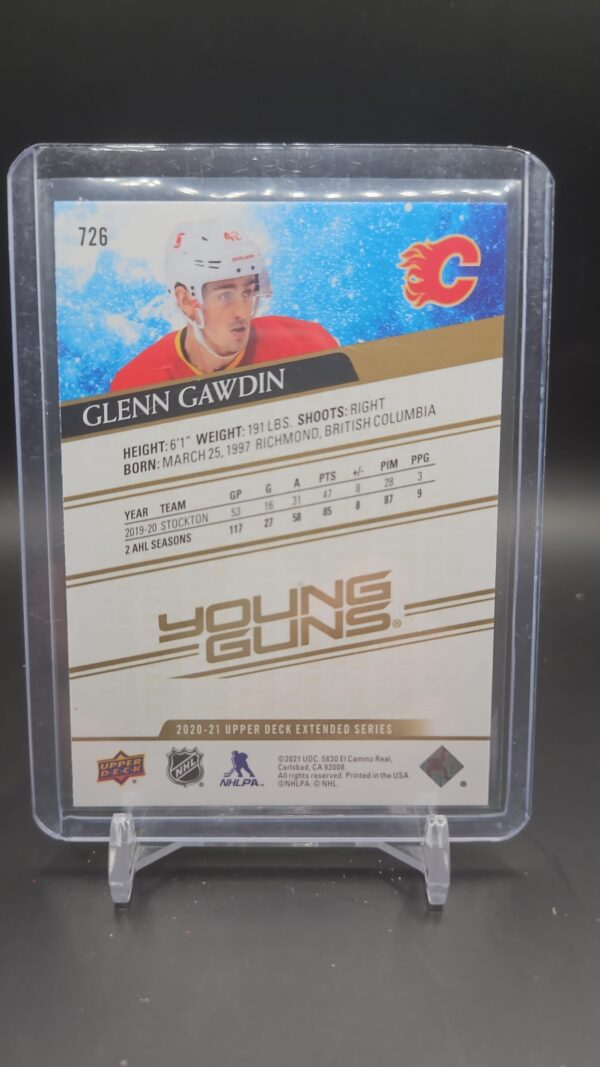 726
42
C
GLENN GAWDIN
HEIGHT: 6'1" WEIGHT: 191 LBS. SHOOTS: RIGHT
BORN: MARCH 25, 1997 RICHMOND, BRITISH COLUMBIA
YEAR TEAM GP G A PTS +/- PIM PPG
2019-20 STOCKTON 53 16 31 47 8 28 3
2 AHL SEASONS 117 27 58 85 8 87 9
YOUNG
GUNS®
2020-21 UPPER DECK EXTENDED SERIES
UPPER
DECK
NHL
NHLPA
©2021 UDC. 5830 El Camino Real,
Carlsbad, CA 92008.
All rights reserved. Printed in the USA.
©NHLPA. © NHL.